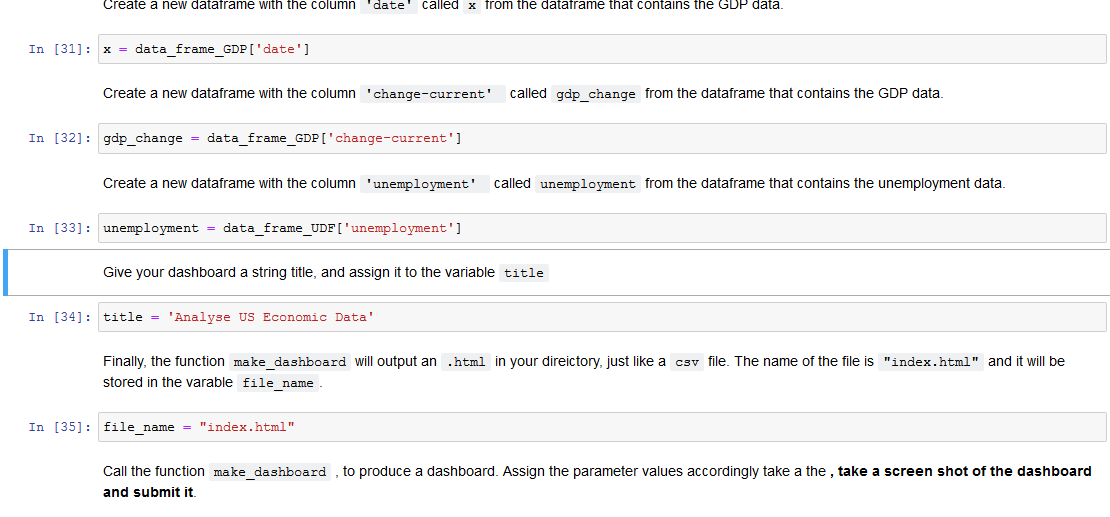 Create a new dataframe with the column 'date' called x from the dataframe that contains the GDP data.
In [31]: x = data_frame_GDP['date']
Create a new dataframe with the column 'change-current' called gdp_change from the dataframe that contains the GDP data.
In [32]: gdp_change = data_frame_GDP['change-current']
Create a new dataframe with the column 'unemployment' called unemployment from the dataframe that contains the unemployment data.
In [33]: unemployment = data_frame_UDF['unemployment']
Give your dashboard a string title, and assign it to the variable title
In [34]: title = 'Analyse US Economic Data'
Finally, the function make_dashboard will output an .html in your direictory, just like a csv file. The name of the file is "index.html" and it will be
stored in the varable file_name .
In [35]: file_name = "index.html"
Call the function make_dashboard , to produce a dashboard. Assign the parameter values accordingly take a the , take a screen shot of the dashboard
and submit it.